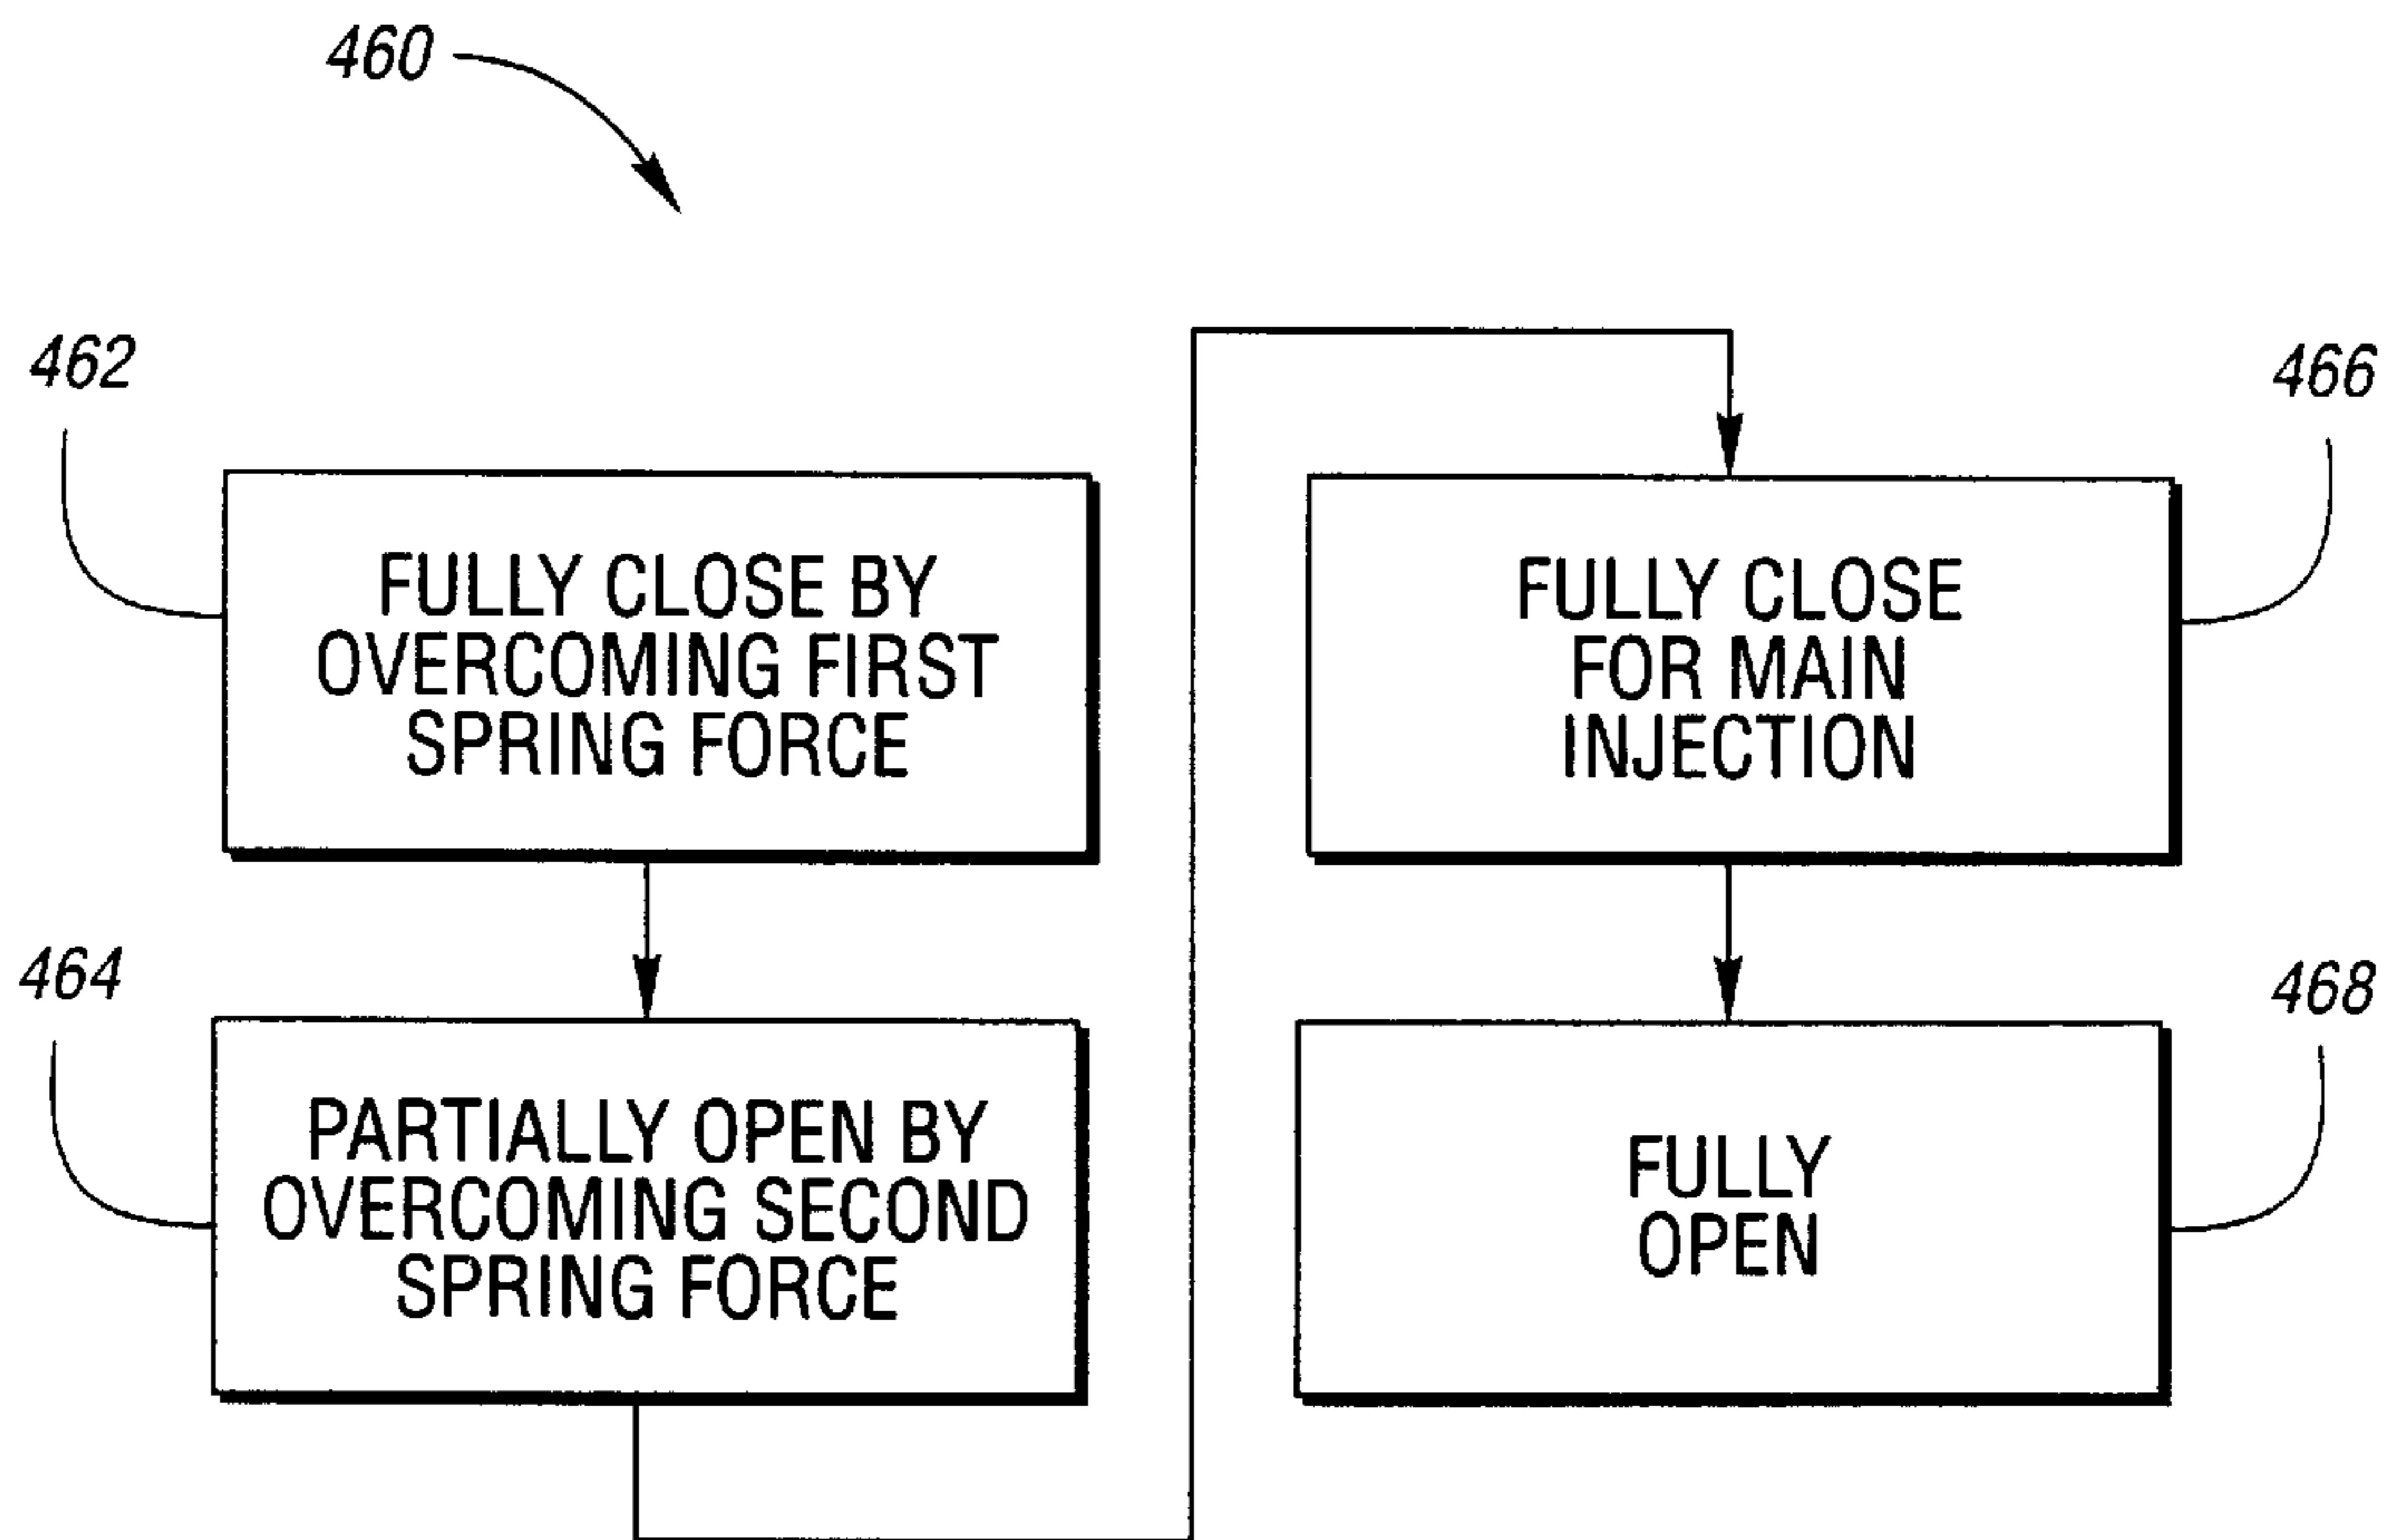 460
462
FULLY CLOSE BY
OVERCOMING FIRST
SPRING FORCE
464
PARTIALLY OPEN BY
OVERCOMING SECOND
SPRING FORCE
466
FULLY CLOSE
FOR MAIN
INJECTION
468
FULLY
OPEN